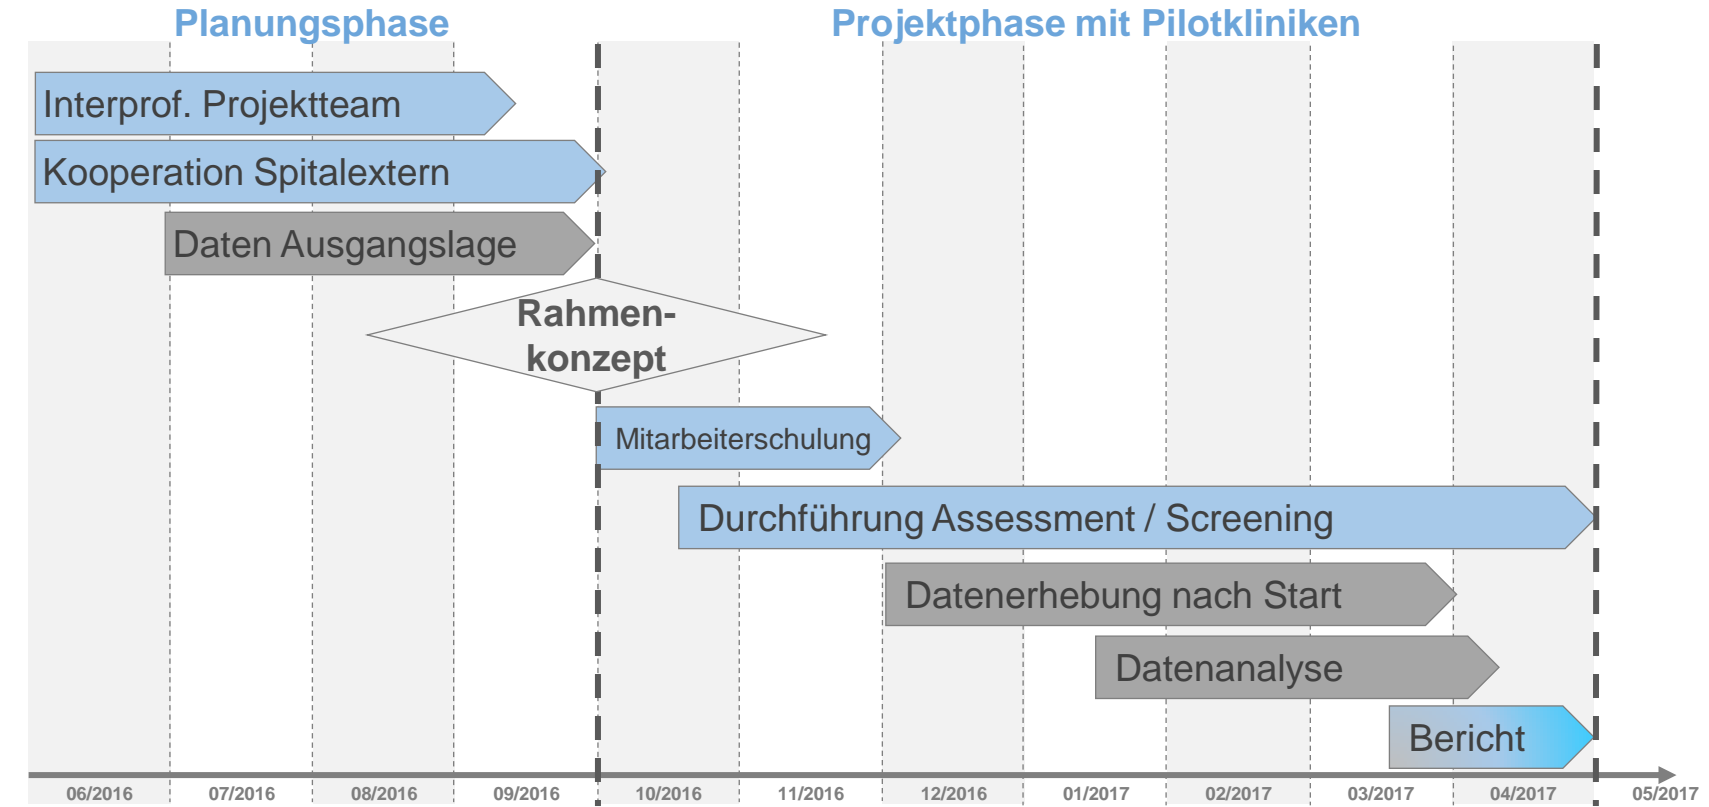 Planungsphase
Projektphase mit Pilotkliniken
Interprof. Projektteam
Kooperation Spitalextern
Daten Ausgangslage
Rahmen-
konzept
Mitarbeiterschulung
Durchführung Assessment / Screening
Datenerhebung nach Start
Datenanalyse
Bericht
06/2016 07/2016 08/2016 09/2016 10/2016 11/2016 12/2016 01/2017 02/2017 03/2017 04/2017 05/2017